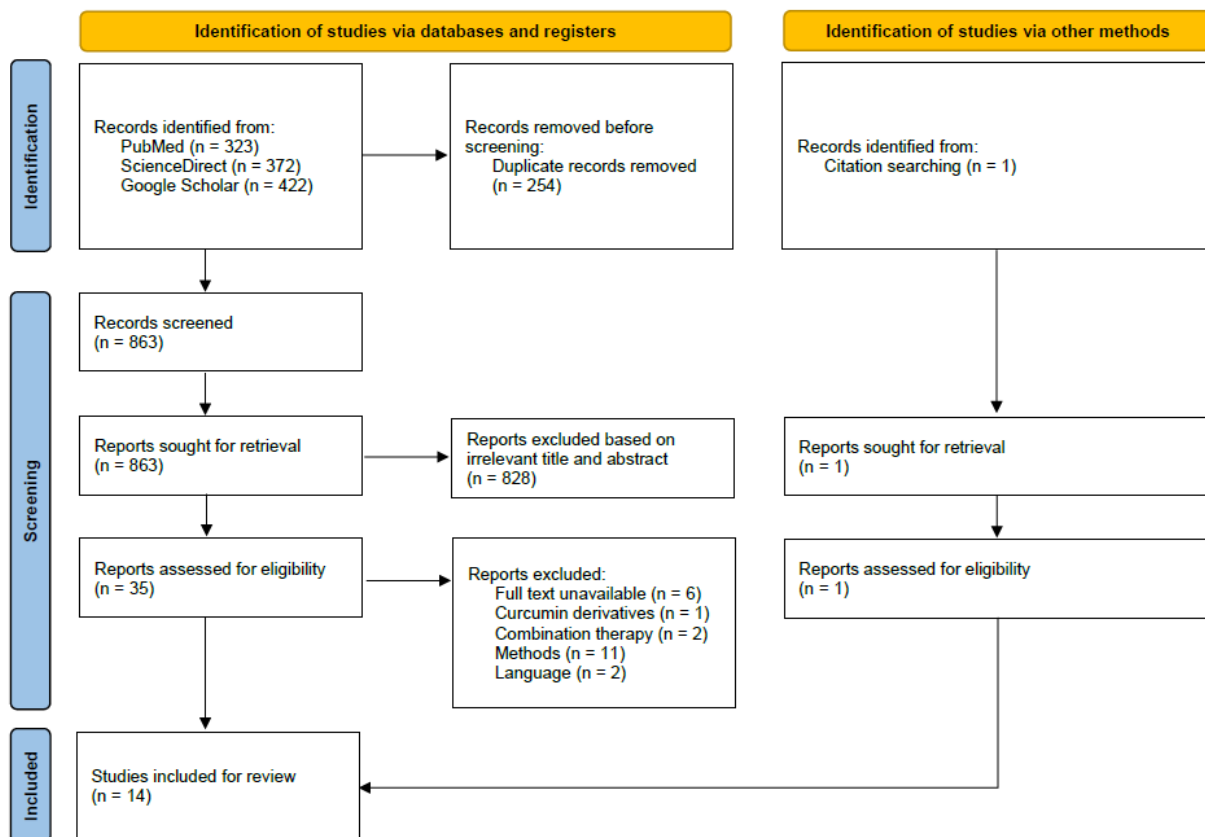 Identification of studies via databases and registers
Identification of studies via other methods
Identification
Records identified from:
PubMed (n = 323)
ScienceDirect (n = 372)
Google Scholar (n = 422)
Records removed before
screening:
Duplicate records removed
(n = 254)
Records identified from:
Citation searching (n = 1)
Screening
Records screened
(n = 863)
Reports sought for retrieval
(n = 863)
Reports excluded based on
irrelevant title and abstract
(n = 828)
Reports sought for retrieval
(n = 1)
Reports assessed for eligibility
(n = 35)
Reports excluded:
Full text unavailable (n = 6)
Curcumin derivatives (n = 1)
Combination therapy (n = 2)
Methods (n = 11)
Language (n = 2)
Reports assessed for eligibility
(n = 1)
Included
Studies included for review
(n = 14)